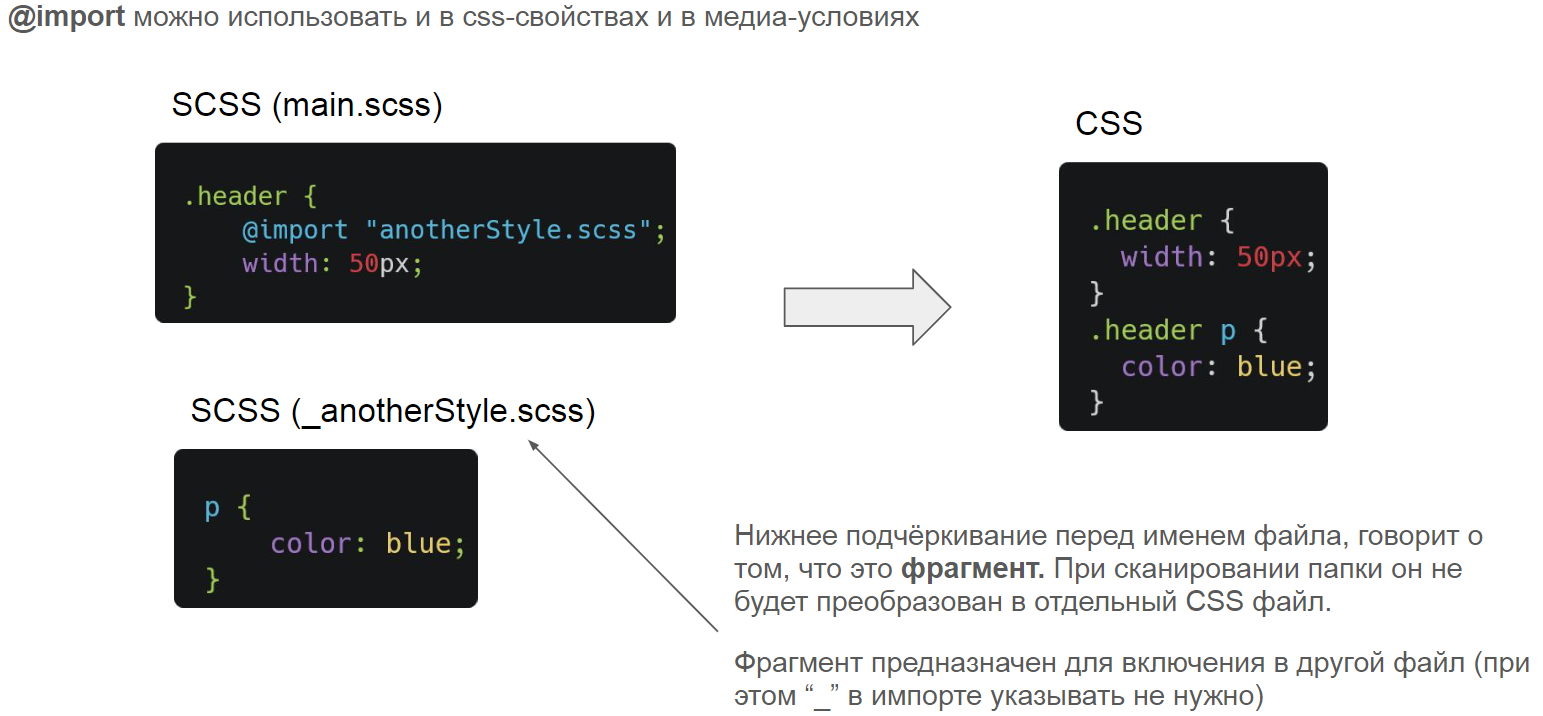 @import можно использовать и в css-свойствах и в медиа-условиях
SCSS (main.scss)
.header {
    @import "anotherStyle.scss";
    width: 50px;
}
SCSS (_anotherStyle.scss)
p {
    color: blue;
}
CSS
.header {
  width: 50px;
}
.header p {
  color: blue;
}
Нижнее подчёркивание перед именем файла, говорит о
том, что это фрагмент. При сканировании папки он не
будет преобразован в отдельный CSS файл.
Фрагмент предназначен для включения в другой файл (при
этом “_” в импорте указывать не нужно)